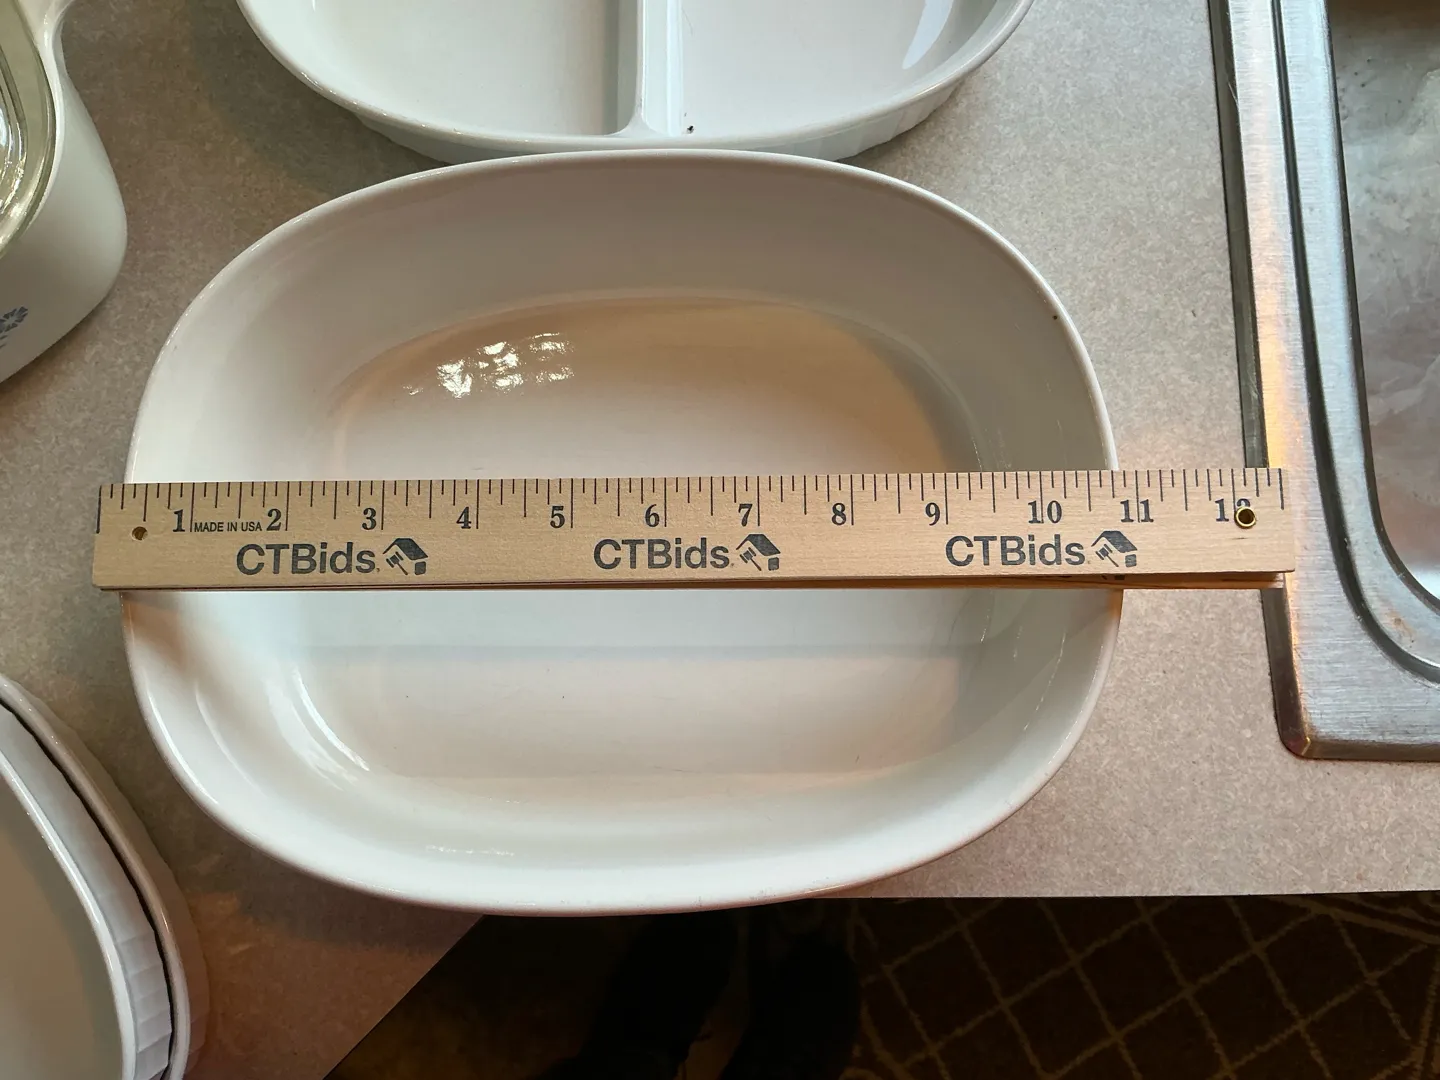 1 2 3 4 5 6 7 8 9 10 11 12
MADE IN USA
CTBids. CTBids. CTBids.